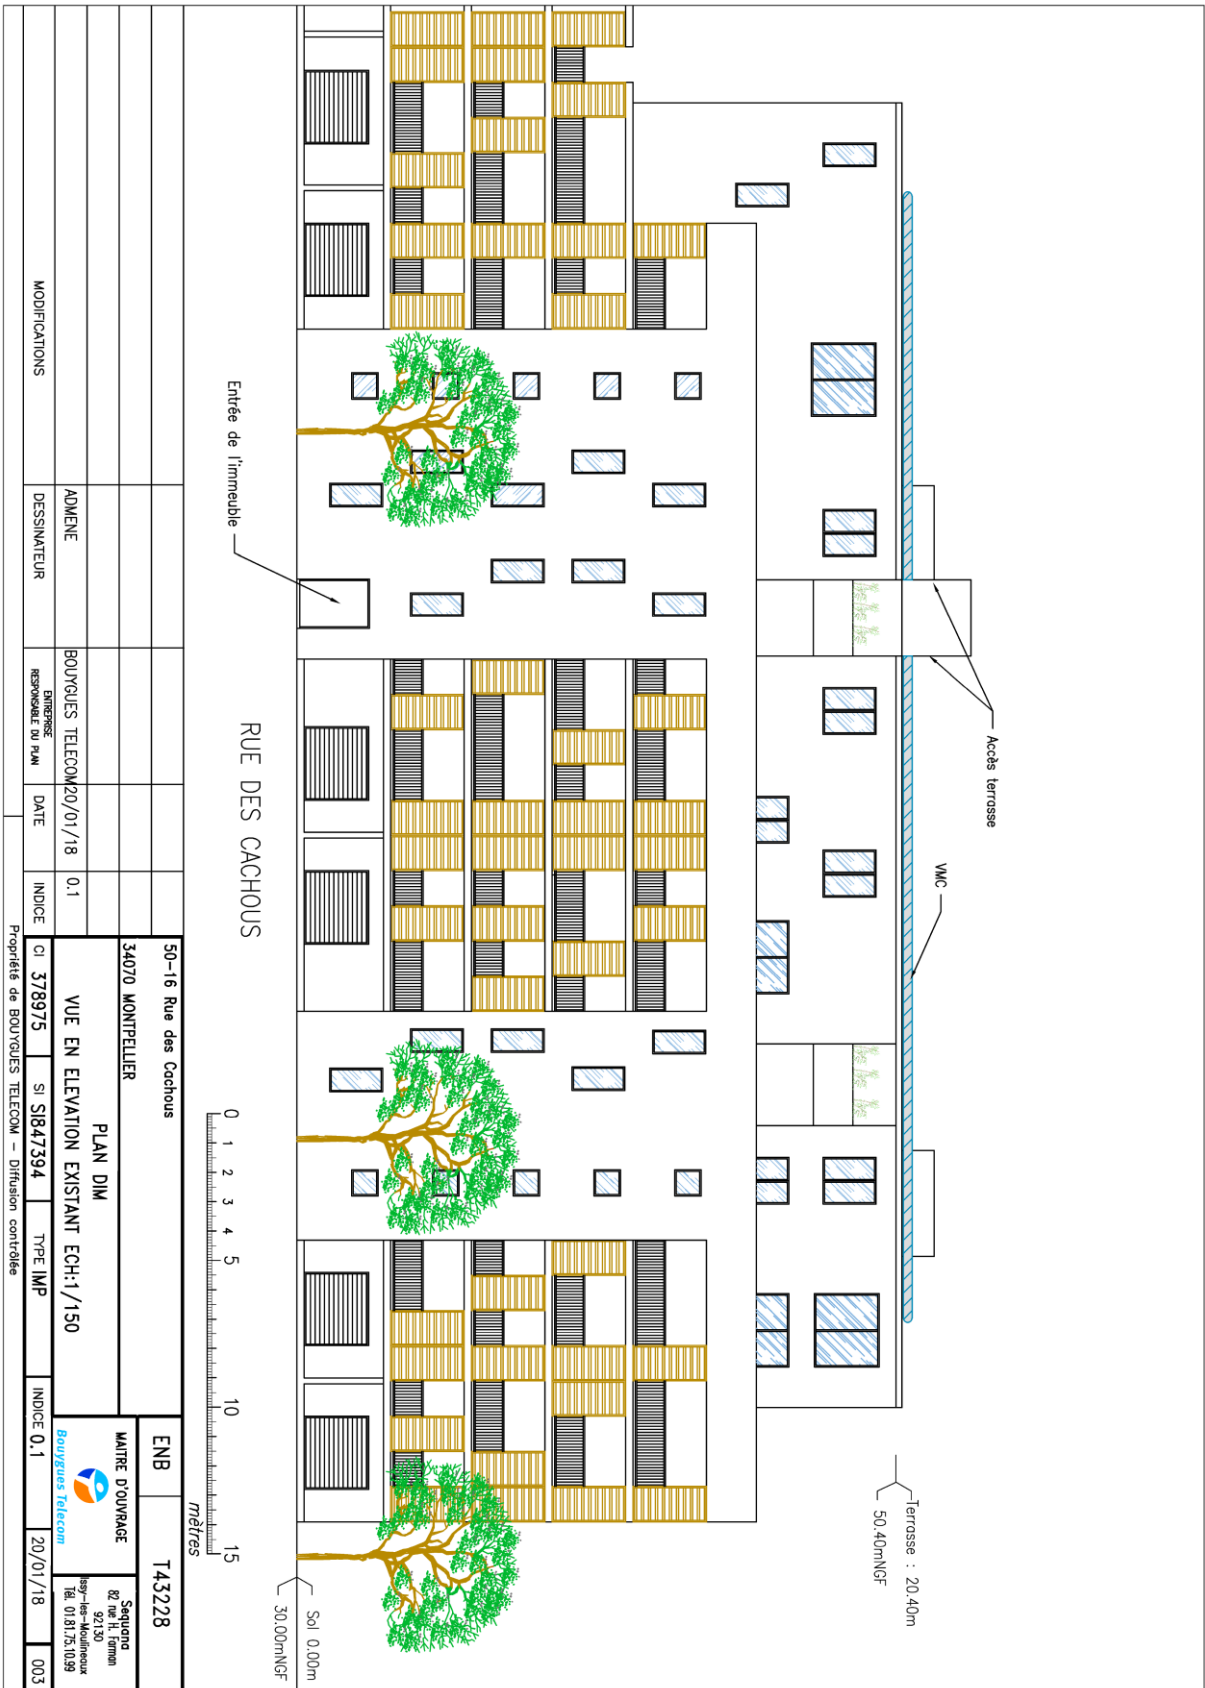 Terrasse : 20.40m
50.40mNGF
Accès terrasse
VMC
Sol 0.00m
30.00mNGF
Entrée de l'immeuble
RUE DES CACHOUS
0 1 2 3 4 5 10 15
mètres
50-16 Rue des Cachous
34070 MONTPELLIER
PLAN DIM
VUE EN ELEVATION EXISTANT ECH:1/150
ENB
T43228
MAITRE D'OUVRAGE
Bouygues Telecom
Sequana
82 rue H. Farman
92130
Issy-les-Moulineaux
Tél. 01.81.75.10.99
ADMENE BOUYGUES TELECOM 20/01/18 0.1
MODIFICATIONS DESSINATEUR ENTREPRISE RESPONSABLE DU PLAN DATE INDICE
CI 378975 SI SI847394 TYPE IMP INDICE 0.1 20/01/18 003
Propriété de BOUYGUES TELECOM – Diffusion contrôlée